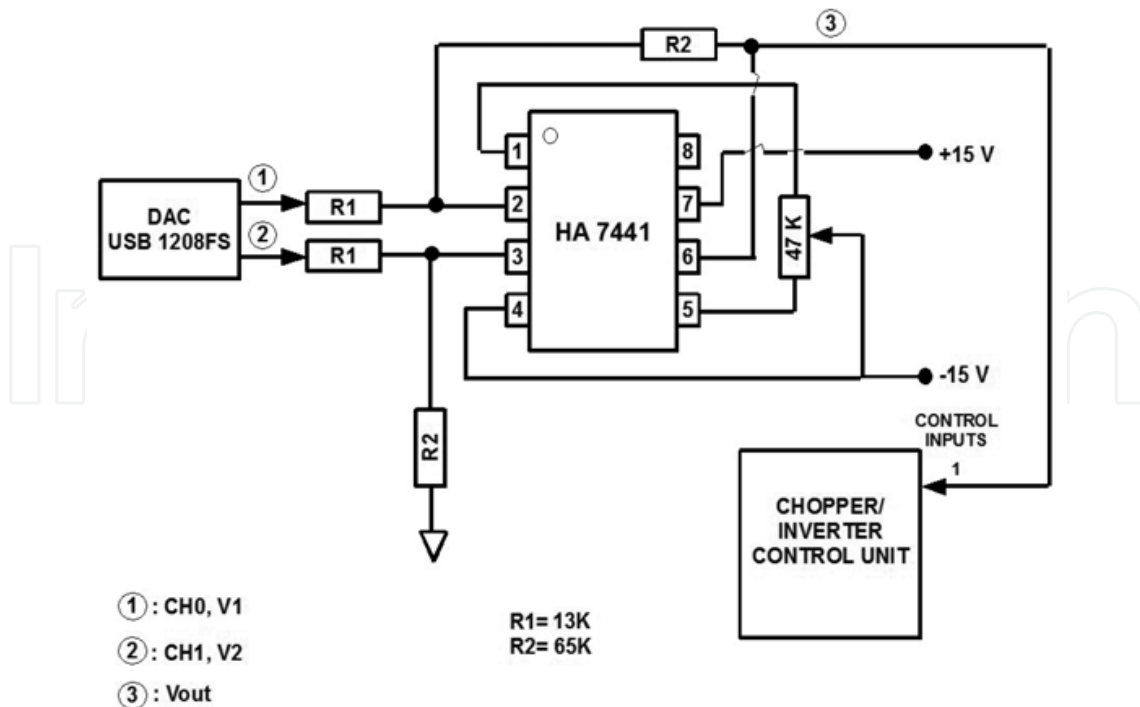 3
R2
1
8
+15 V
1
DAC
USB 1208FS
R1
2
HA 7441
7
47 K
2
R1
3
6
4
5
-15 V
R2
CONTROL
INPUTS
1
CHOPPER/
INVERTER
CONTROL UNIT
1 : CH0, V1
R1= 13K
2 : CH1, V2
R2= 65K
3 : Vout